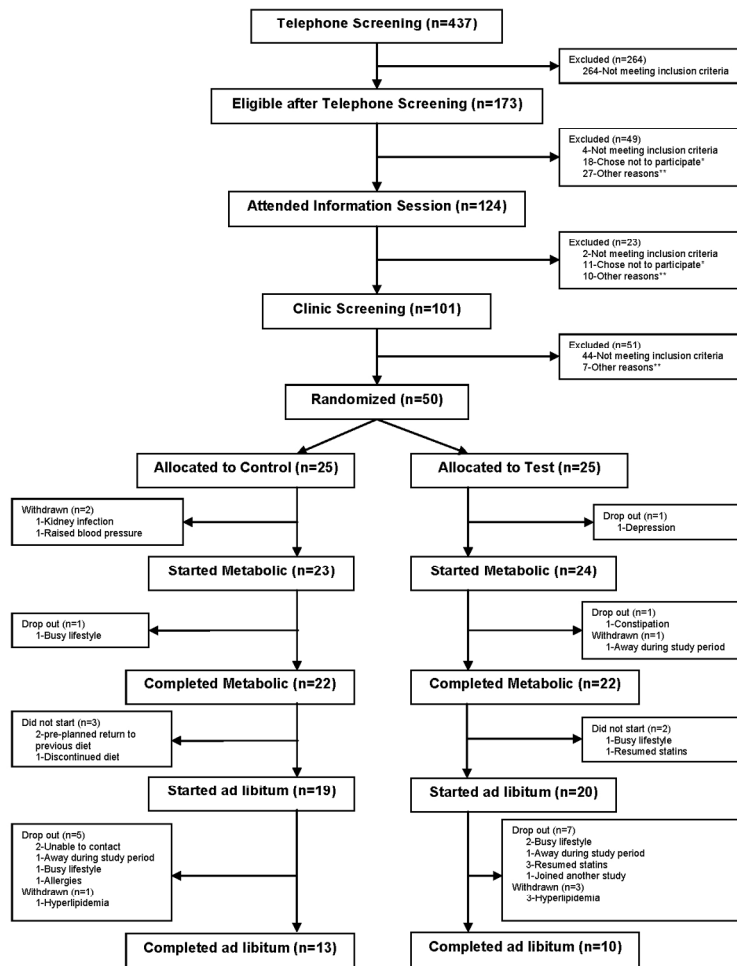 Telephone Screening (n=437)
Excluded (n=264)
264-Not meeting inclusion criteria
Eligible after Telephone Screening (n=173)
Excluded (n=49)
4-Not meeting inclusion criteria
18-Chose not to participate*
27-Other reasons**
Attended Information Session (n=124)
Excluded (n=23)
2-Not meeting inclusion criteria
11-Chose not to participate*
10-Other reasons**
Clinic Screening (n=101)
Excluded (n=51)
44-Not meeting inclusion criteria
7-Other reasons**
Randomized (n=50)
Allocated to Control (n=25)
Allocated to Test (n=25)
Withdrawn (n=2)
1-Kidney infection
1-Raised blood pressure
Drop out (n=1)
1-Depression
Started Metabolic (n=23)
Started Metabolic (n=24)
Drop out (n=1)
1-Busy lifestyle
Drop out (n=1)
1-Constipation
Withdrawn (n=1)
1-Away during study period
Completed Metabolic (n=22)
Completed Metabolic (n=22)
Did not start (n=3)
2-pre-planned return to
previous diet
1-Discontinued diet
Did not start (n=2)
1-Busy lifestyle
1-Resumed statins
Started ad libitum (n=19)
Started ad libitum (n=20)
Drop out (n=5)
2-Unable to contact
1-Away during study period
1-Busy lifestyle
1-Allergies
Withdrawn (n=1)
1-Hyperlipidemia
Drop out (n=7)
2-Busy lifestyle
1-Away during study period
3-Resumed statins
1-Joined another study
Withdrawn (n=3)
3-Hyperlipidemia
Completed ad libitum (n=13)
Completed ad libitum (n=10)